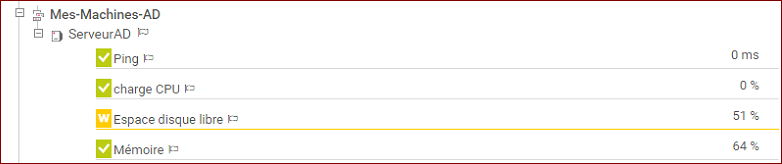 Mes-Machines-AD
ServeurAD
Ping 0 ms
charge CPU 0 %
W Espace disque libre 51 %
Mémoire 64 %